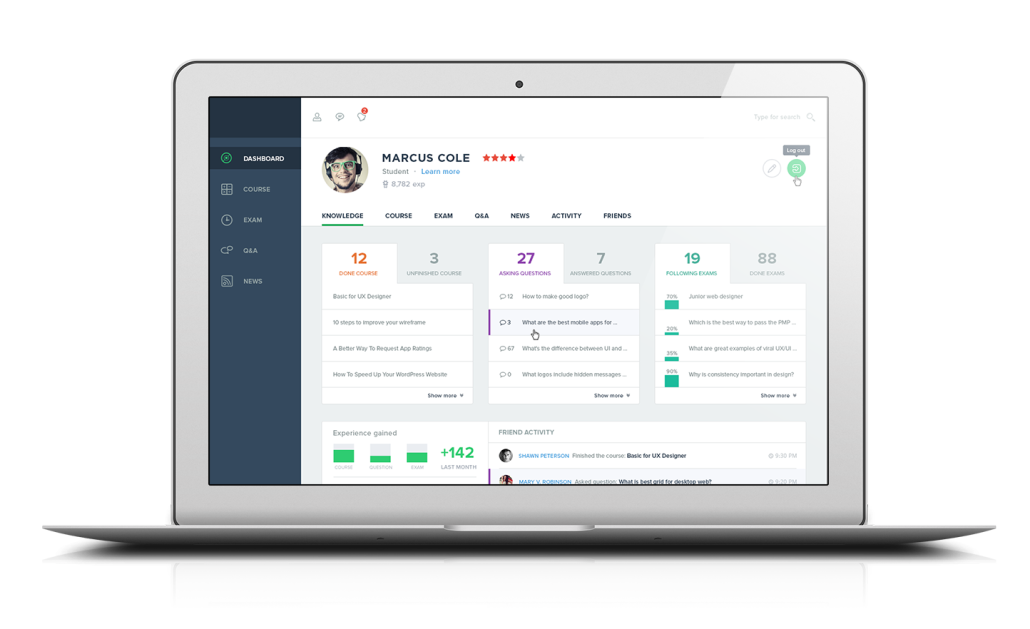 2
Type for search
DASHBOARD
COURSE
EXAM
Q&A
NEWS
MARCUS COLE
Student · Learn more
8,782 exp
Log out
KNOWLEDGE COURSE EXAM Q&A NEWS ACTIVITY FRIENDS
12 3 27 7 19 88
DONE COURSE UNFINISHED COURSE ASKING QUESTIONS ANSWERED QUESTIONS FOLLOWING EXAMS DONE EXAMS
Basic for UX Designer
10 steps to improve your wireframe
A Better Way To Request App Ratings
How To Speed Up Your WordPress Website
Show more
12 How to make good logo?
3 What are the best mobile apps for ...
67 What's the difference between UI and ...
0 What logos include hidden messages ...
Show more
70% Junior web designer
20% Which is the best way to pass the PMP ...
35% What are great examples of viral UX/UI ...
90% Why is consistency important in design?
Show more
Experience gained
COURSE QUESTION EXAM
+142
LAST MONTH
FRIEND ACTIVITY
SHAWN PETERSON Finished the course: Basic for UX Designer 9:30 PM
MARY V. ROBINSON Asked question: What is best grid for desktop web? 9:20 PM